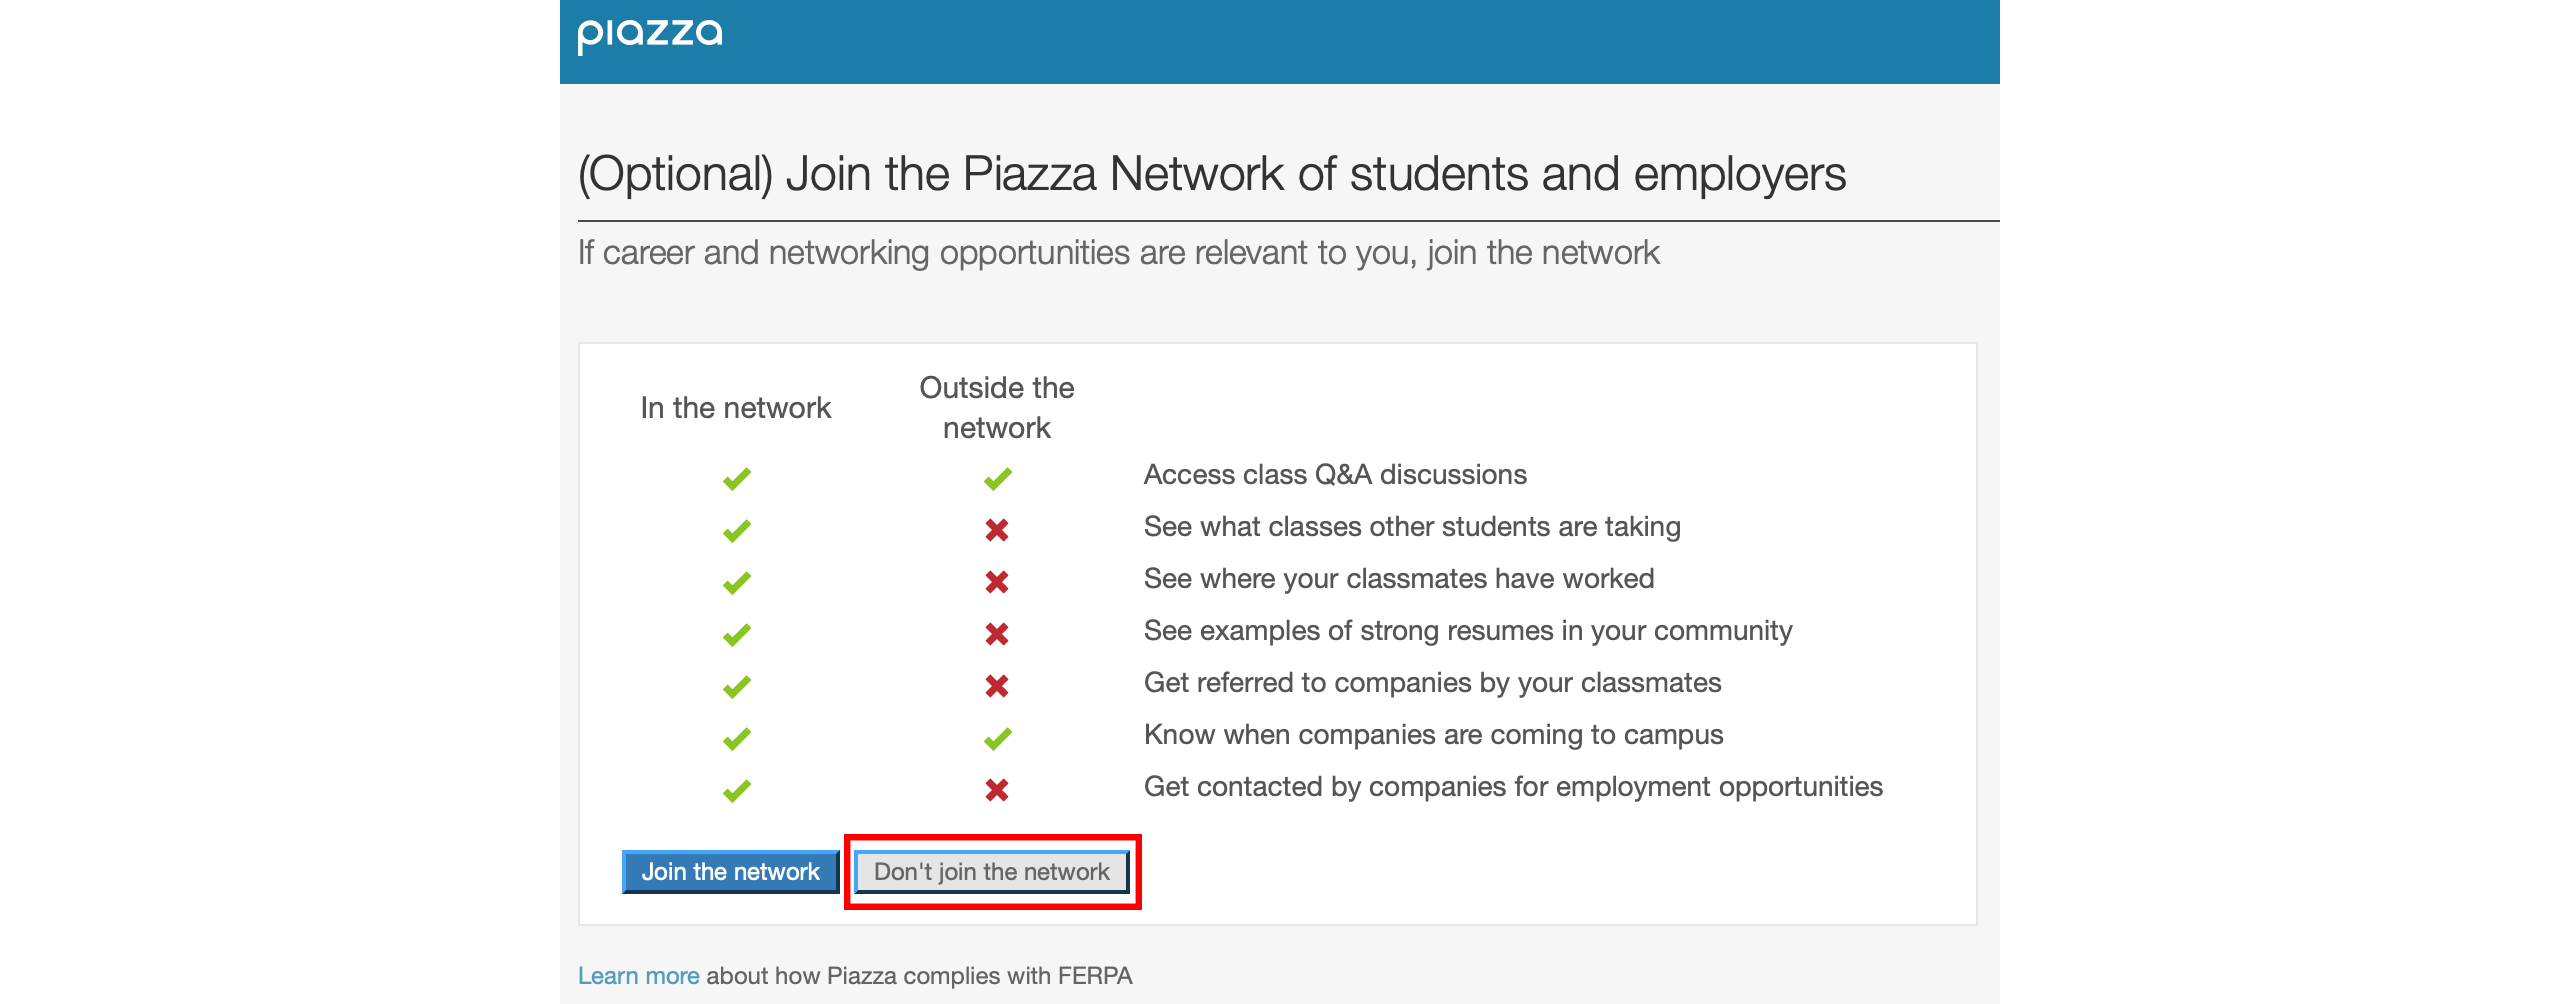 piazza
(Optional) Join the Piazza Network of students and employers
If career and networking opportunities are relevant to you, join the network
In the network
Outside the
network
Access class Q&A discussions
See what classes other students are taking
See where your classmates have worked
See examples of strong resumes in your community
Get referred to companies by your classmates
Know when companies are coming to campus
Get contacted by companies for employment opportunities
Join the network
Don't join the network
Learn more about how Piazza complies with FERPA